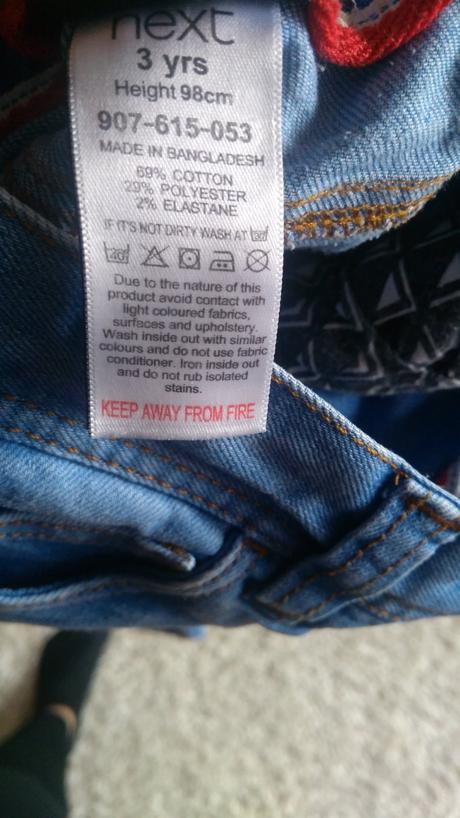 next
3 yrs
Height 98cm
907-615-053
MADE IN BANGLADESH
69% COTTON
29% POLYESTER
2% ELASTANE
IF IT'S NOT DIRTY WASH AT 30°
40°
Due to the nature of this
product avoid contact with
light coloured fabrics,
surfaces and upholstery.
Wash inside out with similar
colours and do not use fabric
conditioner. Iron inside out
and do not rub isolated
stains.
KEEP AWAY FROM FIRE